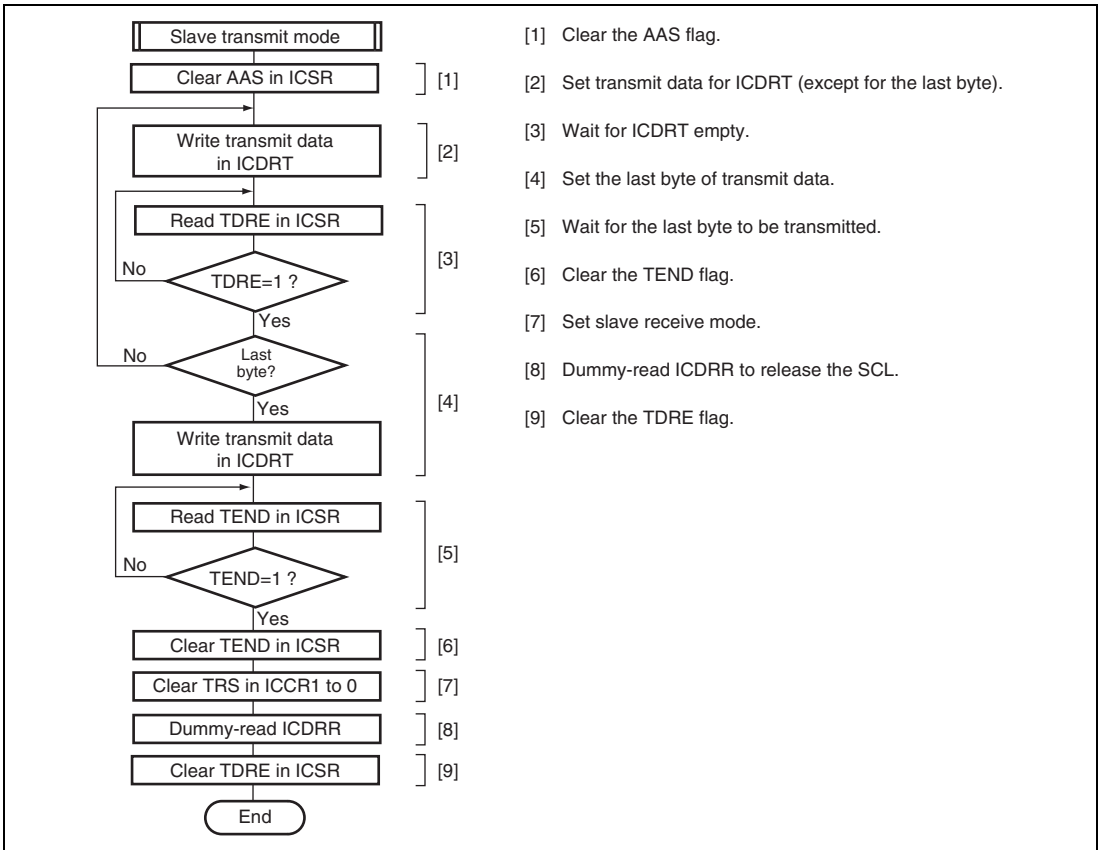 Slave transmit mode
Clear AAS in ICSR
[1]
Write transmit data
in ICDRT
[2]
Read TDRE in ICSR
No
TDRE=1 ?
[3]
Yes
No
Last
byte?
Yes
[4]
Write transmit data
in ICDRT
Read TEND in ICSR
No
TEND=1 ?
[5]
Yes
Clear TEND in ICSR
[6]
Clear TRS in ICCR1 to 0
[7]
Dummy-read ICDRR
[8]
Clear TDRE in ICSR
[9]
End
[1] Clear the AAS flag.
[2] Set transmit data for ICDRT (except for the last byte).
[3] Wait for ICDRT empty.
[4] Set the last byte of transmit data.
[5] Wait for the last byte to be transmitted.
[6] Clear the TEND flag.
[7] Set slave receive mode.
[8] Dummy-read ICDRR to release the SCL.
[9] Clear the TDRE flag.